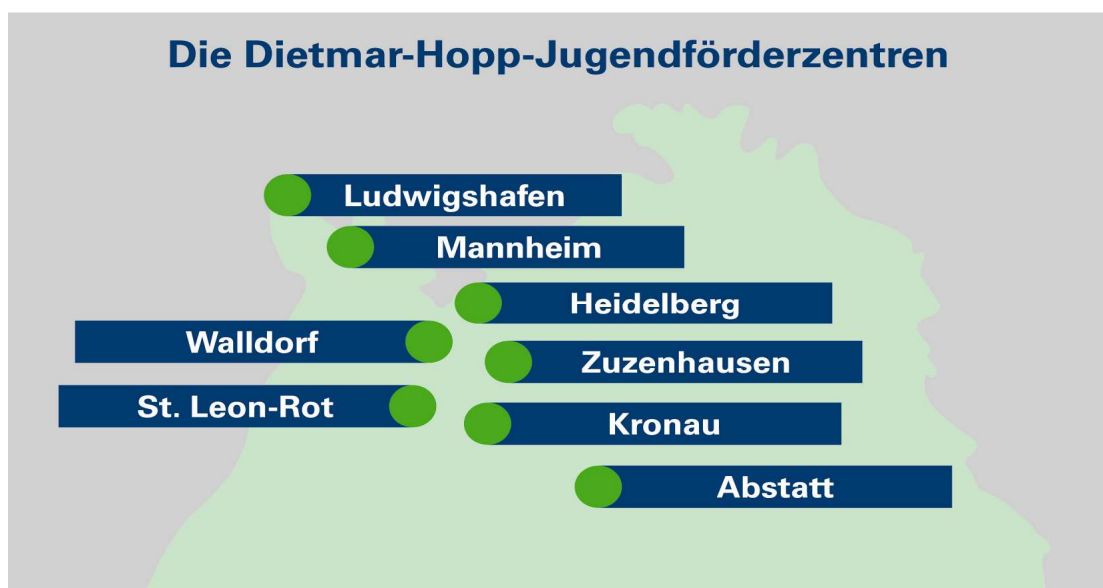 Die Dietmar-Hopp-Jugendförderzentren
Ludwigshafen
Mannheim
Heidelberg
Walldorf
Zuzenhausen
St. Leon-Rot
Kronau
Abstatt